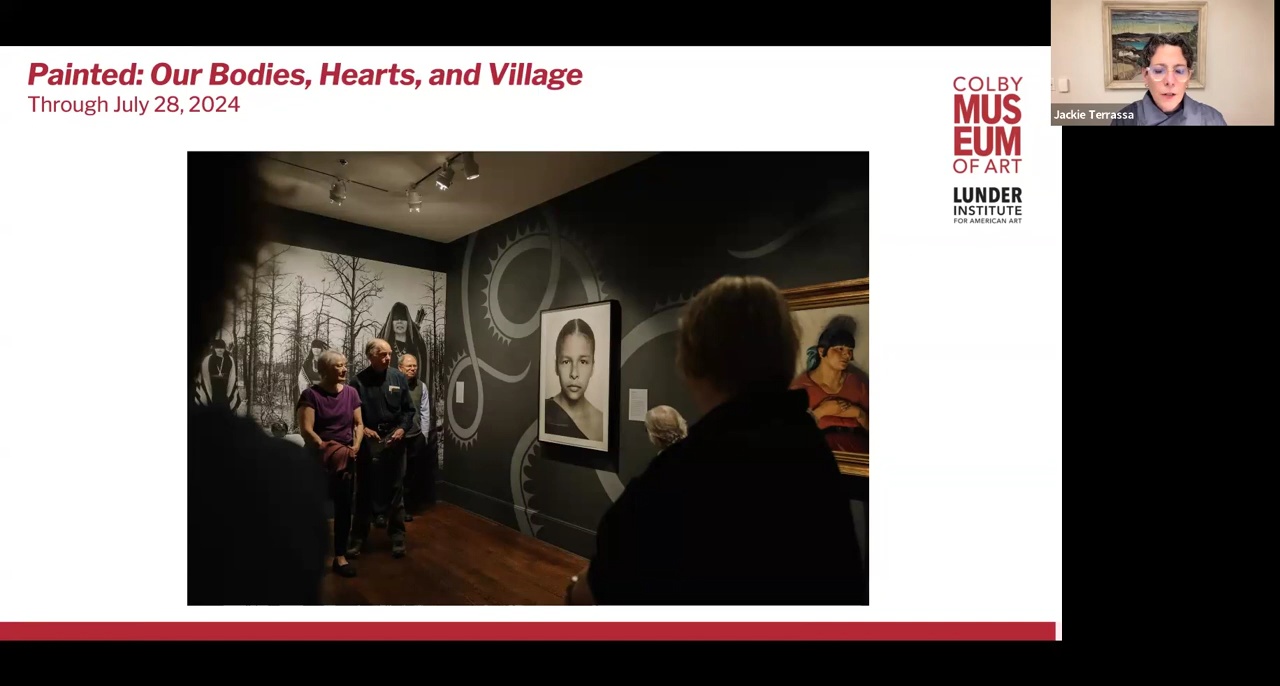 Painted: Our Bodies, Hearts, and Village
Through July 28, 2024
COLBY
MUS
EUM
OF ART
LUNDER
INSTITUTE
FOR AMERICAN ART
Jackie Terrassa